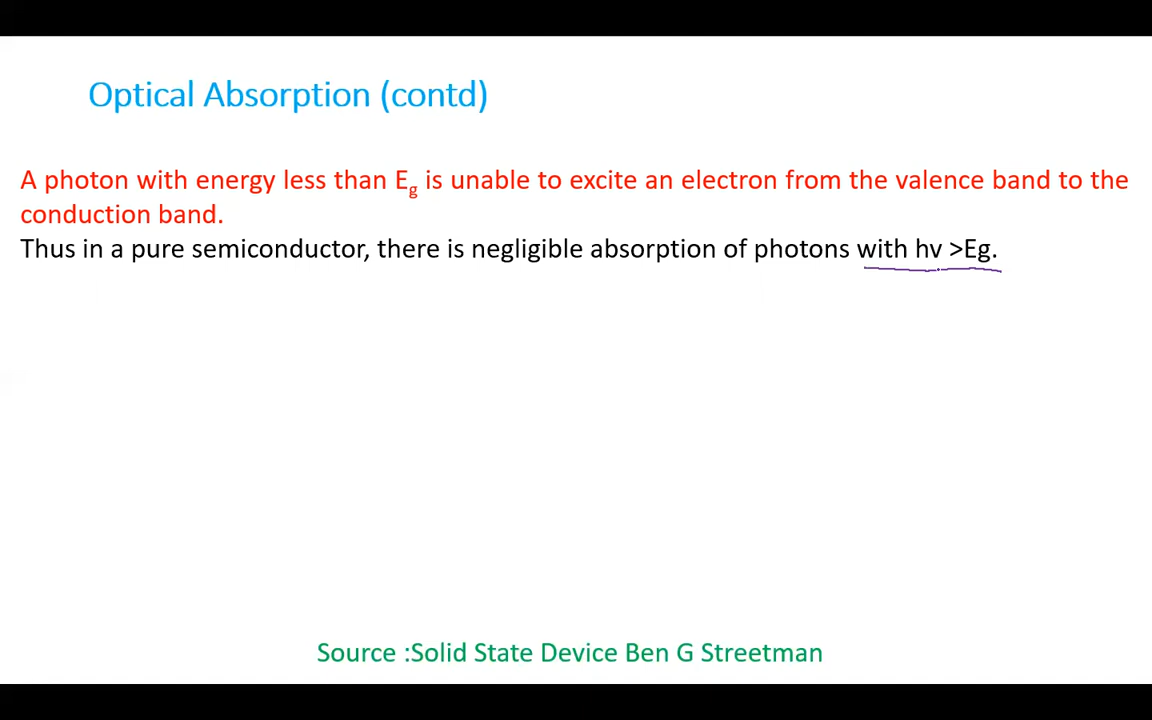 Optical Absorption (contd)
A photon with energy less than Eg is unable to excite an electron from the valence band to the
conduction band.
Thus in a pure semiconductor, there is negligible absorption of photons with hv >Eg.
Source :Solid State Device Ben G Streetman